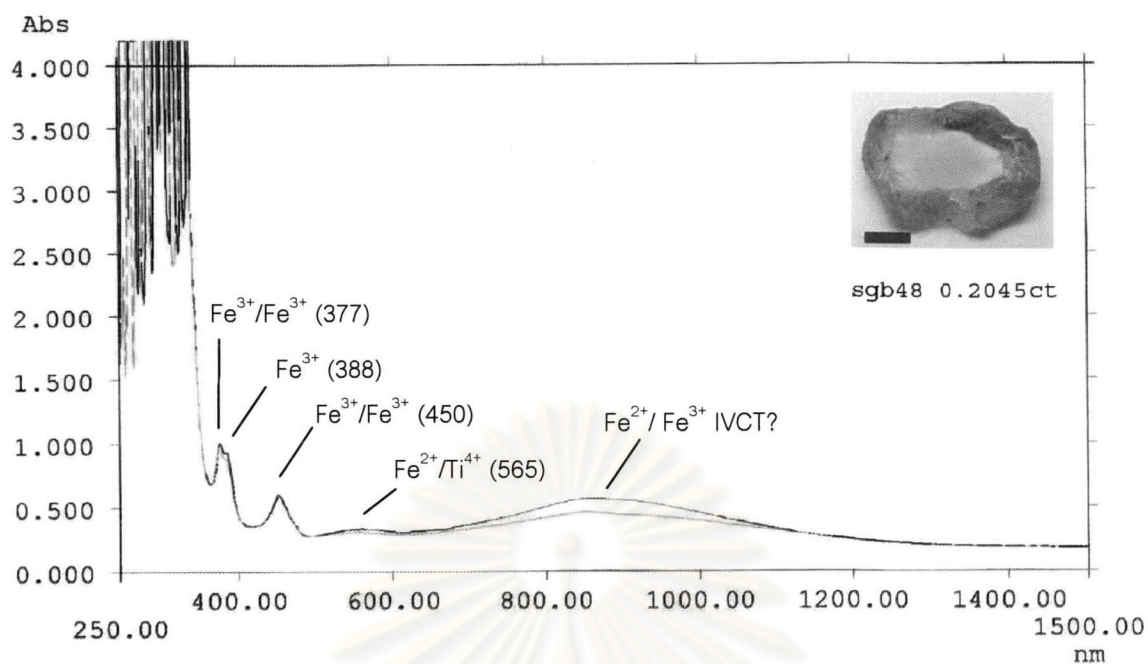 Abs
4.000
3.500
3.000
2.500
2.000
1.500
1.000
0.500
0.000
Fe³⁺/Fe³⁺ (377)
Fe³⁺ (388)
Fe³⁺/Fe³⁺ (450)
Fe²⁺/Ti⁴⁺ (565)
Fe²⁺/ Fe³⁺ IVCT?
sgb48 0.2045ct
400.00 600.00 800.00 1000.00 1200.00 1400.00
250.00 1500.00
nm